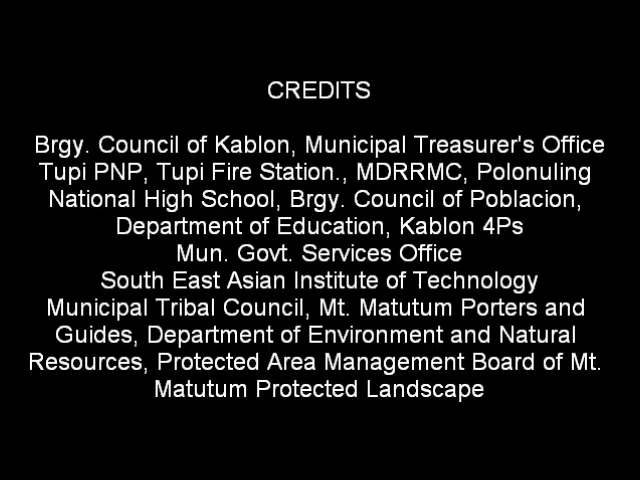 CREDITS
Brgy. Council of Kablon, Municipal Treasurer's Office
Tupi PNP, Tupi Fire Station., MDRRMC, Polonuling
National High School, Brgy. Council of Poblacion,
Department of Education, Kablon 4Ps
Mun. Govt. Services Office
South East Asian Institute of Technology
Municipal Tribal Council, Mt. Matutum Porters and
Guides, Department of Environment and Natural
Resources, Protected Area Management Board of Mt.
Matutum Protected Landscape